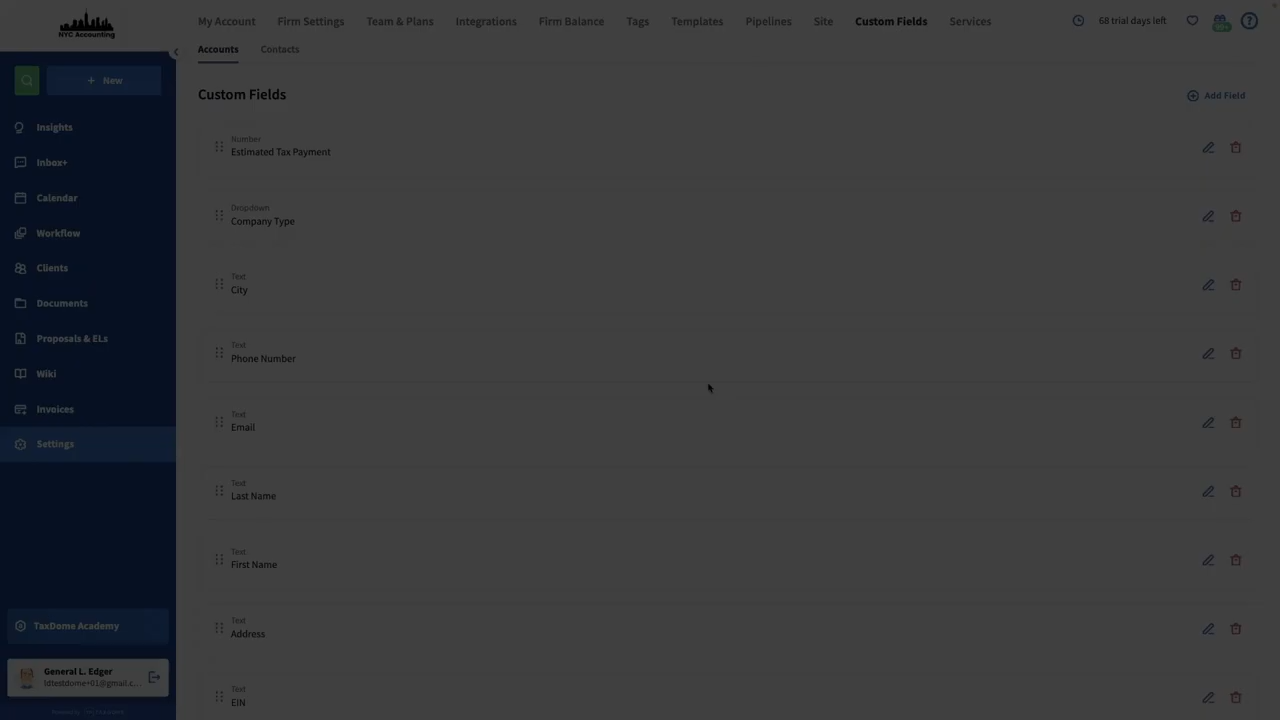 NYC Accounting
My Account Firm Settings Team & Plans Integrations Firm Balance Tags Templates Pipelines Site Custom Fields Services
68 trial days left
Accounts Contacts
+ New
Insights
Inbox+
Calendar
Workflow
Clients
Documents
Proposals & ELs
Wiki
Invoices
Settings
TaxDome Academy
General L. Edger
ldtestdome+01@gmail.c...
Custom Fields
Add Field
Number
Estimated Tax Payment
Dropdown
Company Type
Text
City
Text
Phone Number
Text
Email
Text
Last Name
Text
First Name
Text
Address
Text
EIN